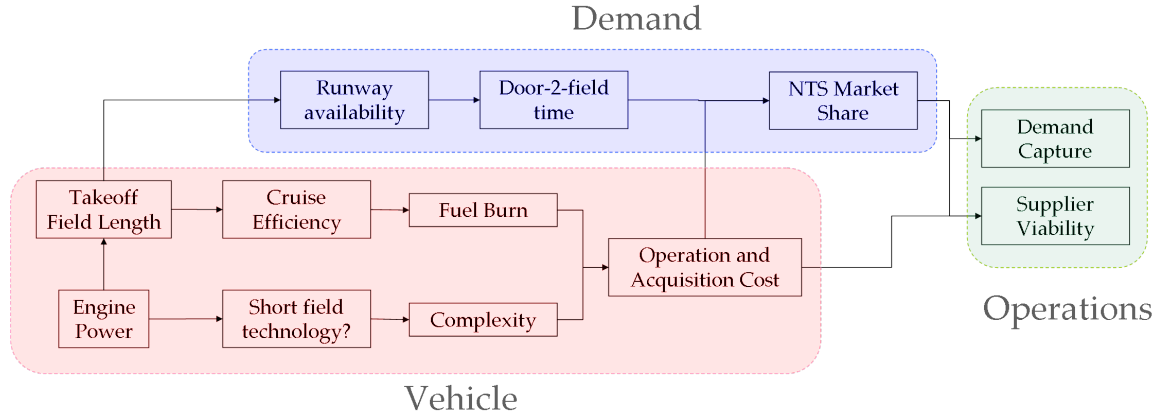 Demand
Runway
availability
Door-2-field
time
NTS Market
Share
Demand
Capture
Supplier
Viability
Operations
Takeoff
Field Length
Cruise
Efficiency
Fuel Burn
Operation and
Acquisition Cost
Engine
Power
Short field
technology?
Complexity
Vehicle